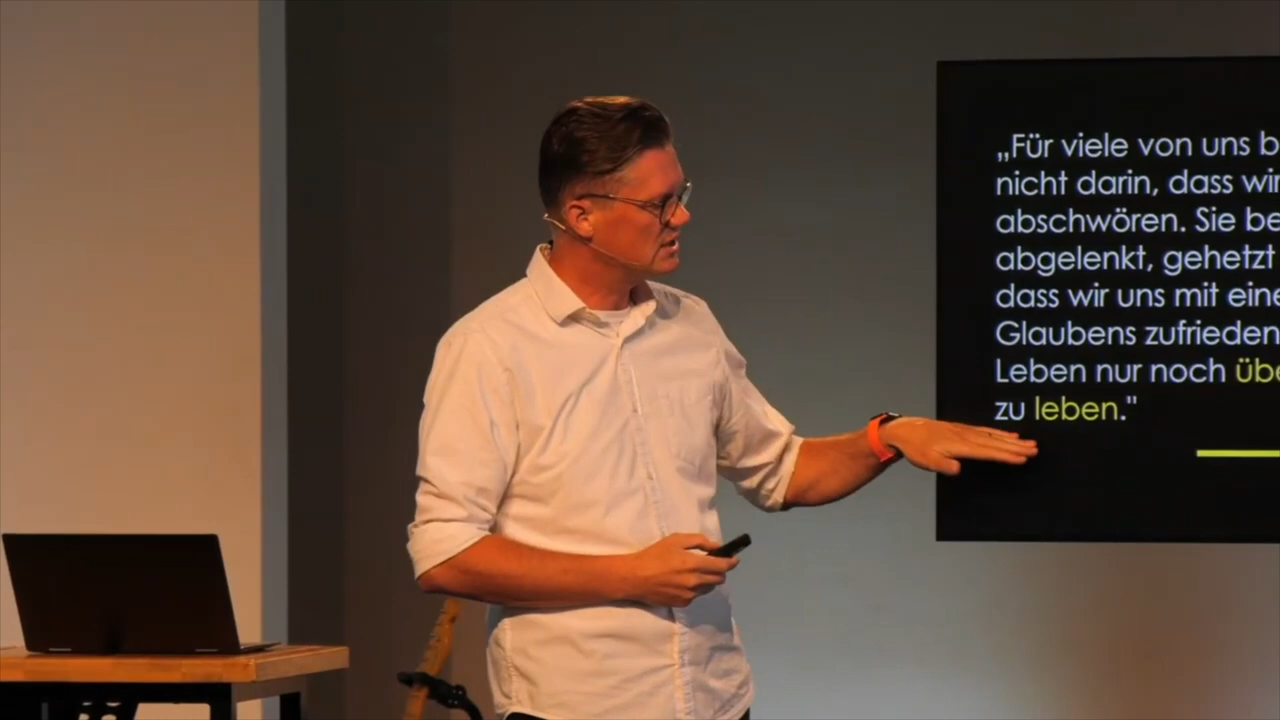 „Für viele von uns b
nicht darin, dass wir
abschwören. Sie be
abgelenkt, gehetzt
dass wir uns mit eine
Glaubens zufrieden
Leben nur noch übe
zu leben."